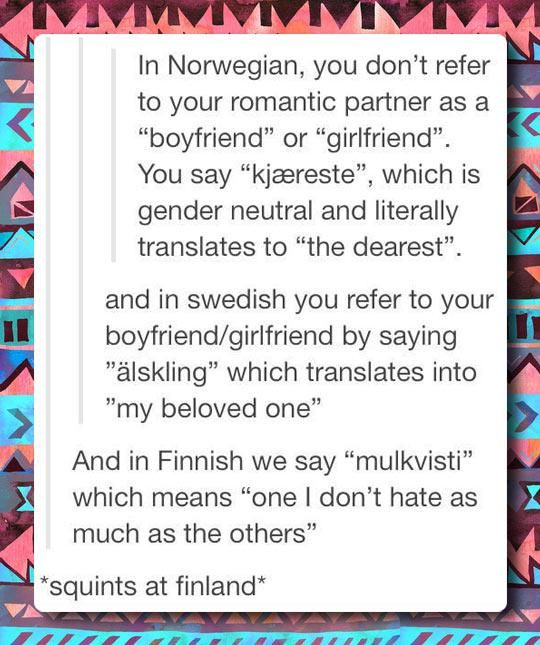 In Norwegian, you don’t refer
to your romantic partner as a
“boyfriend” or “girlfriend”.
You say “kjæreste”, which is
gender neutral and literally
translates to “the dearest”.
and in swedish you refer to your
boyfriend/girlfriend by saying
”älskling” which translates into
”my beloved one”
And in Finnish we say “mulkvisti”
which means “one I don’t hate as
much as the others”
*squints at finland*